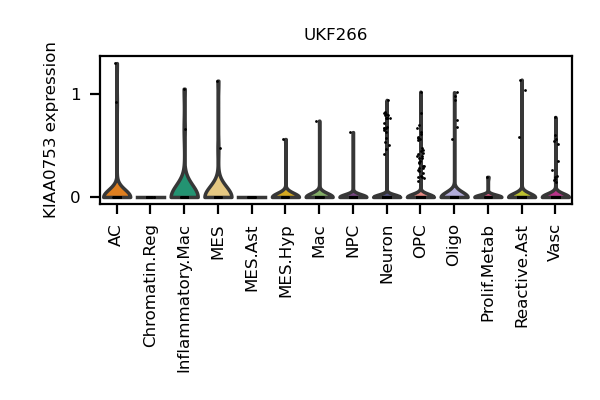 UKF266
KIAA0753 expression
1
0
AC
Chromatin.Reg
Inflammatory.Mac
MES
MES.Ast
MES.Hyp
Mac
NPC
Neuron
OPC
Oligo
Prolif.Metab
Reactive.Ast
Vasc